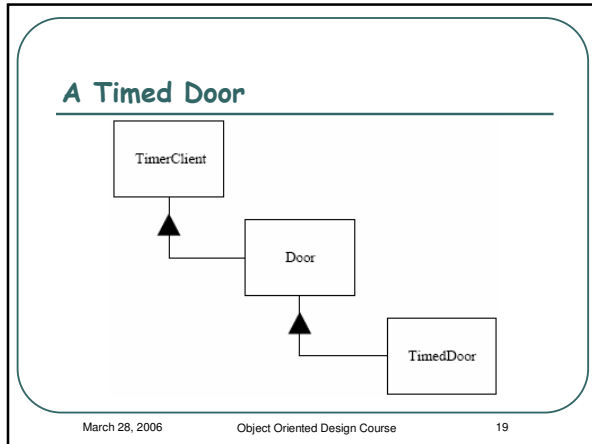 A Timed Door
TimerClient
Door
TimedDoor
March 28, 2006
Object Oriented Design Course
19